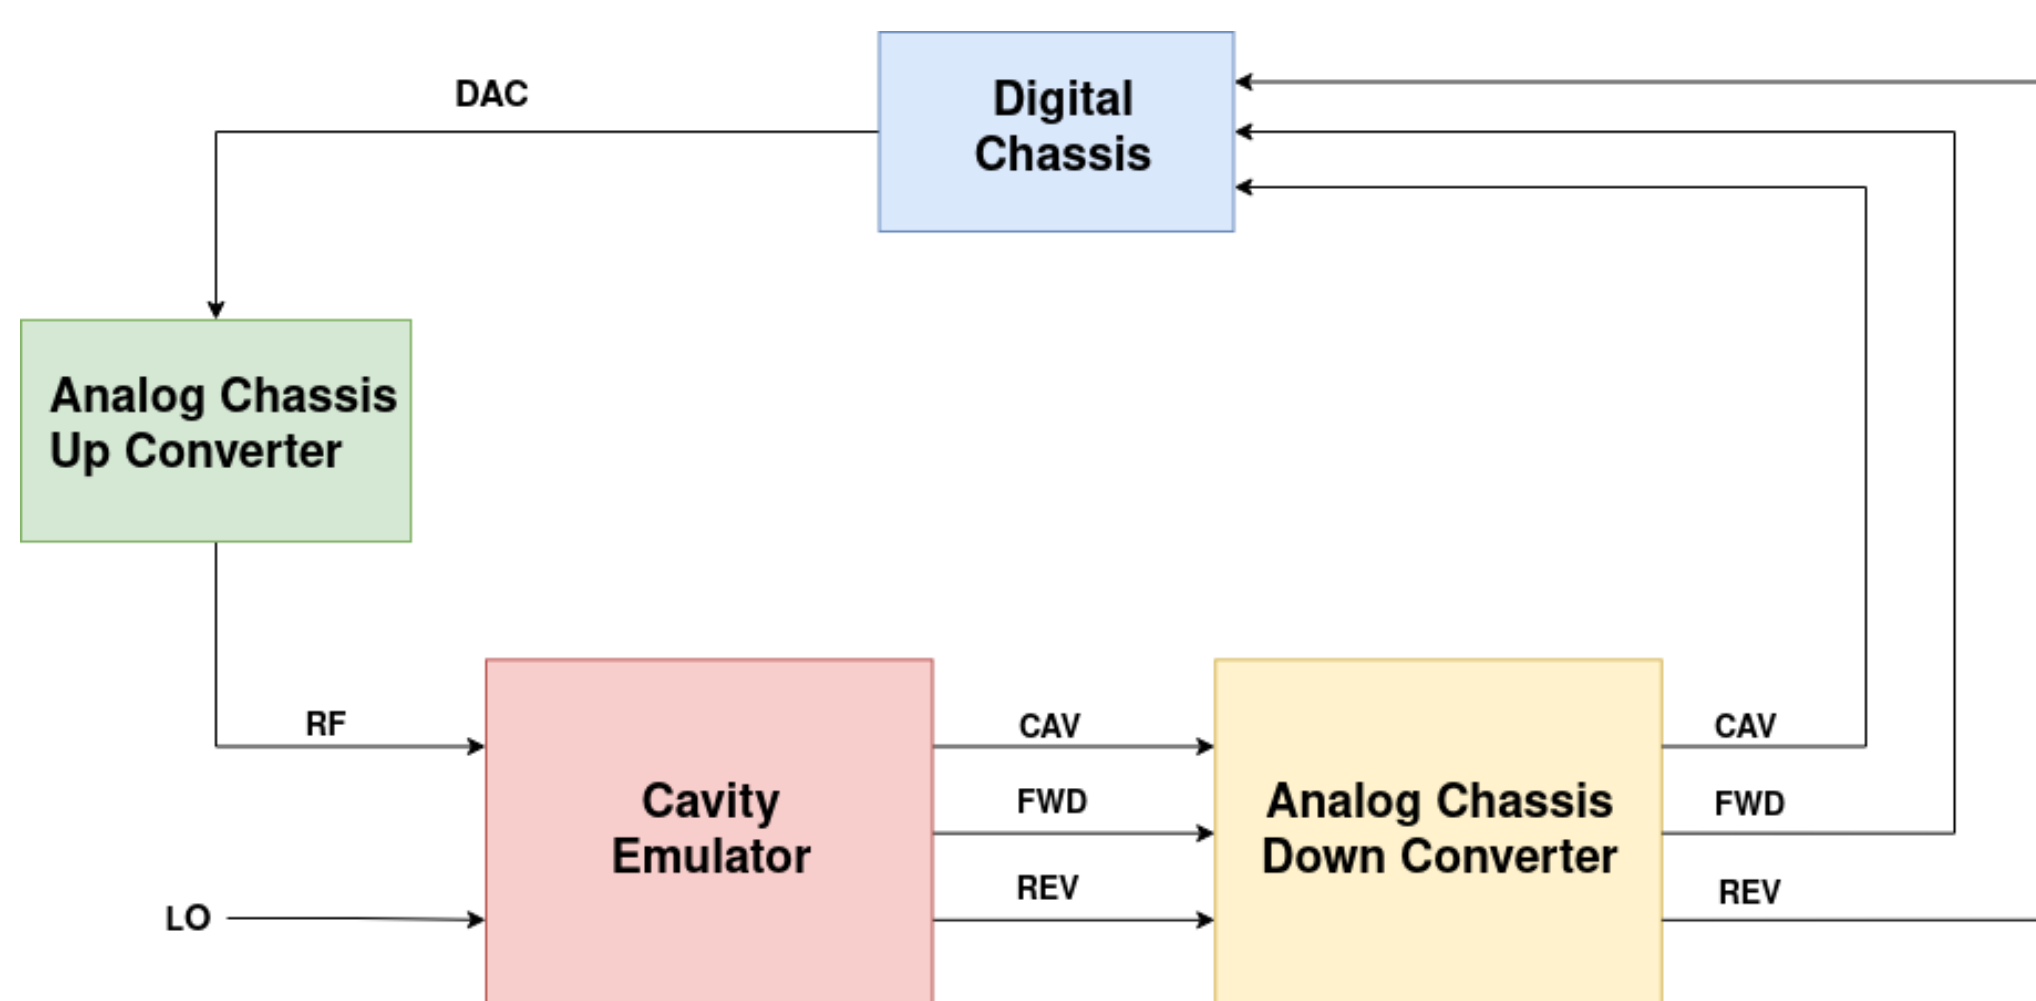 DAC
Digital
Chassis
Analog Chassis
Up Converter
RF
CAV
CAV
FWD
FWD
Cavity
Emulator
Analog Chassis
Down Converter
REV
REV
LO